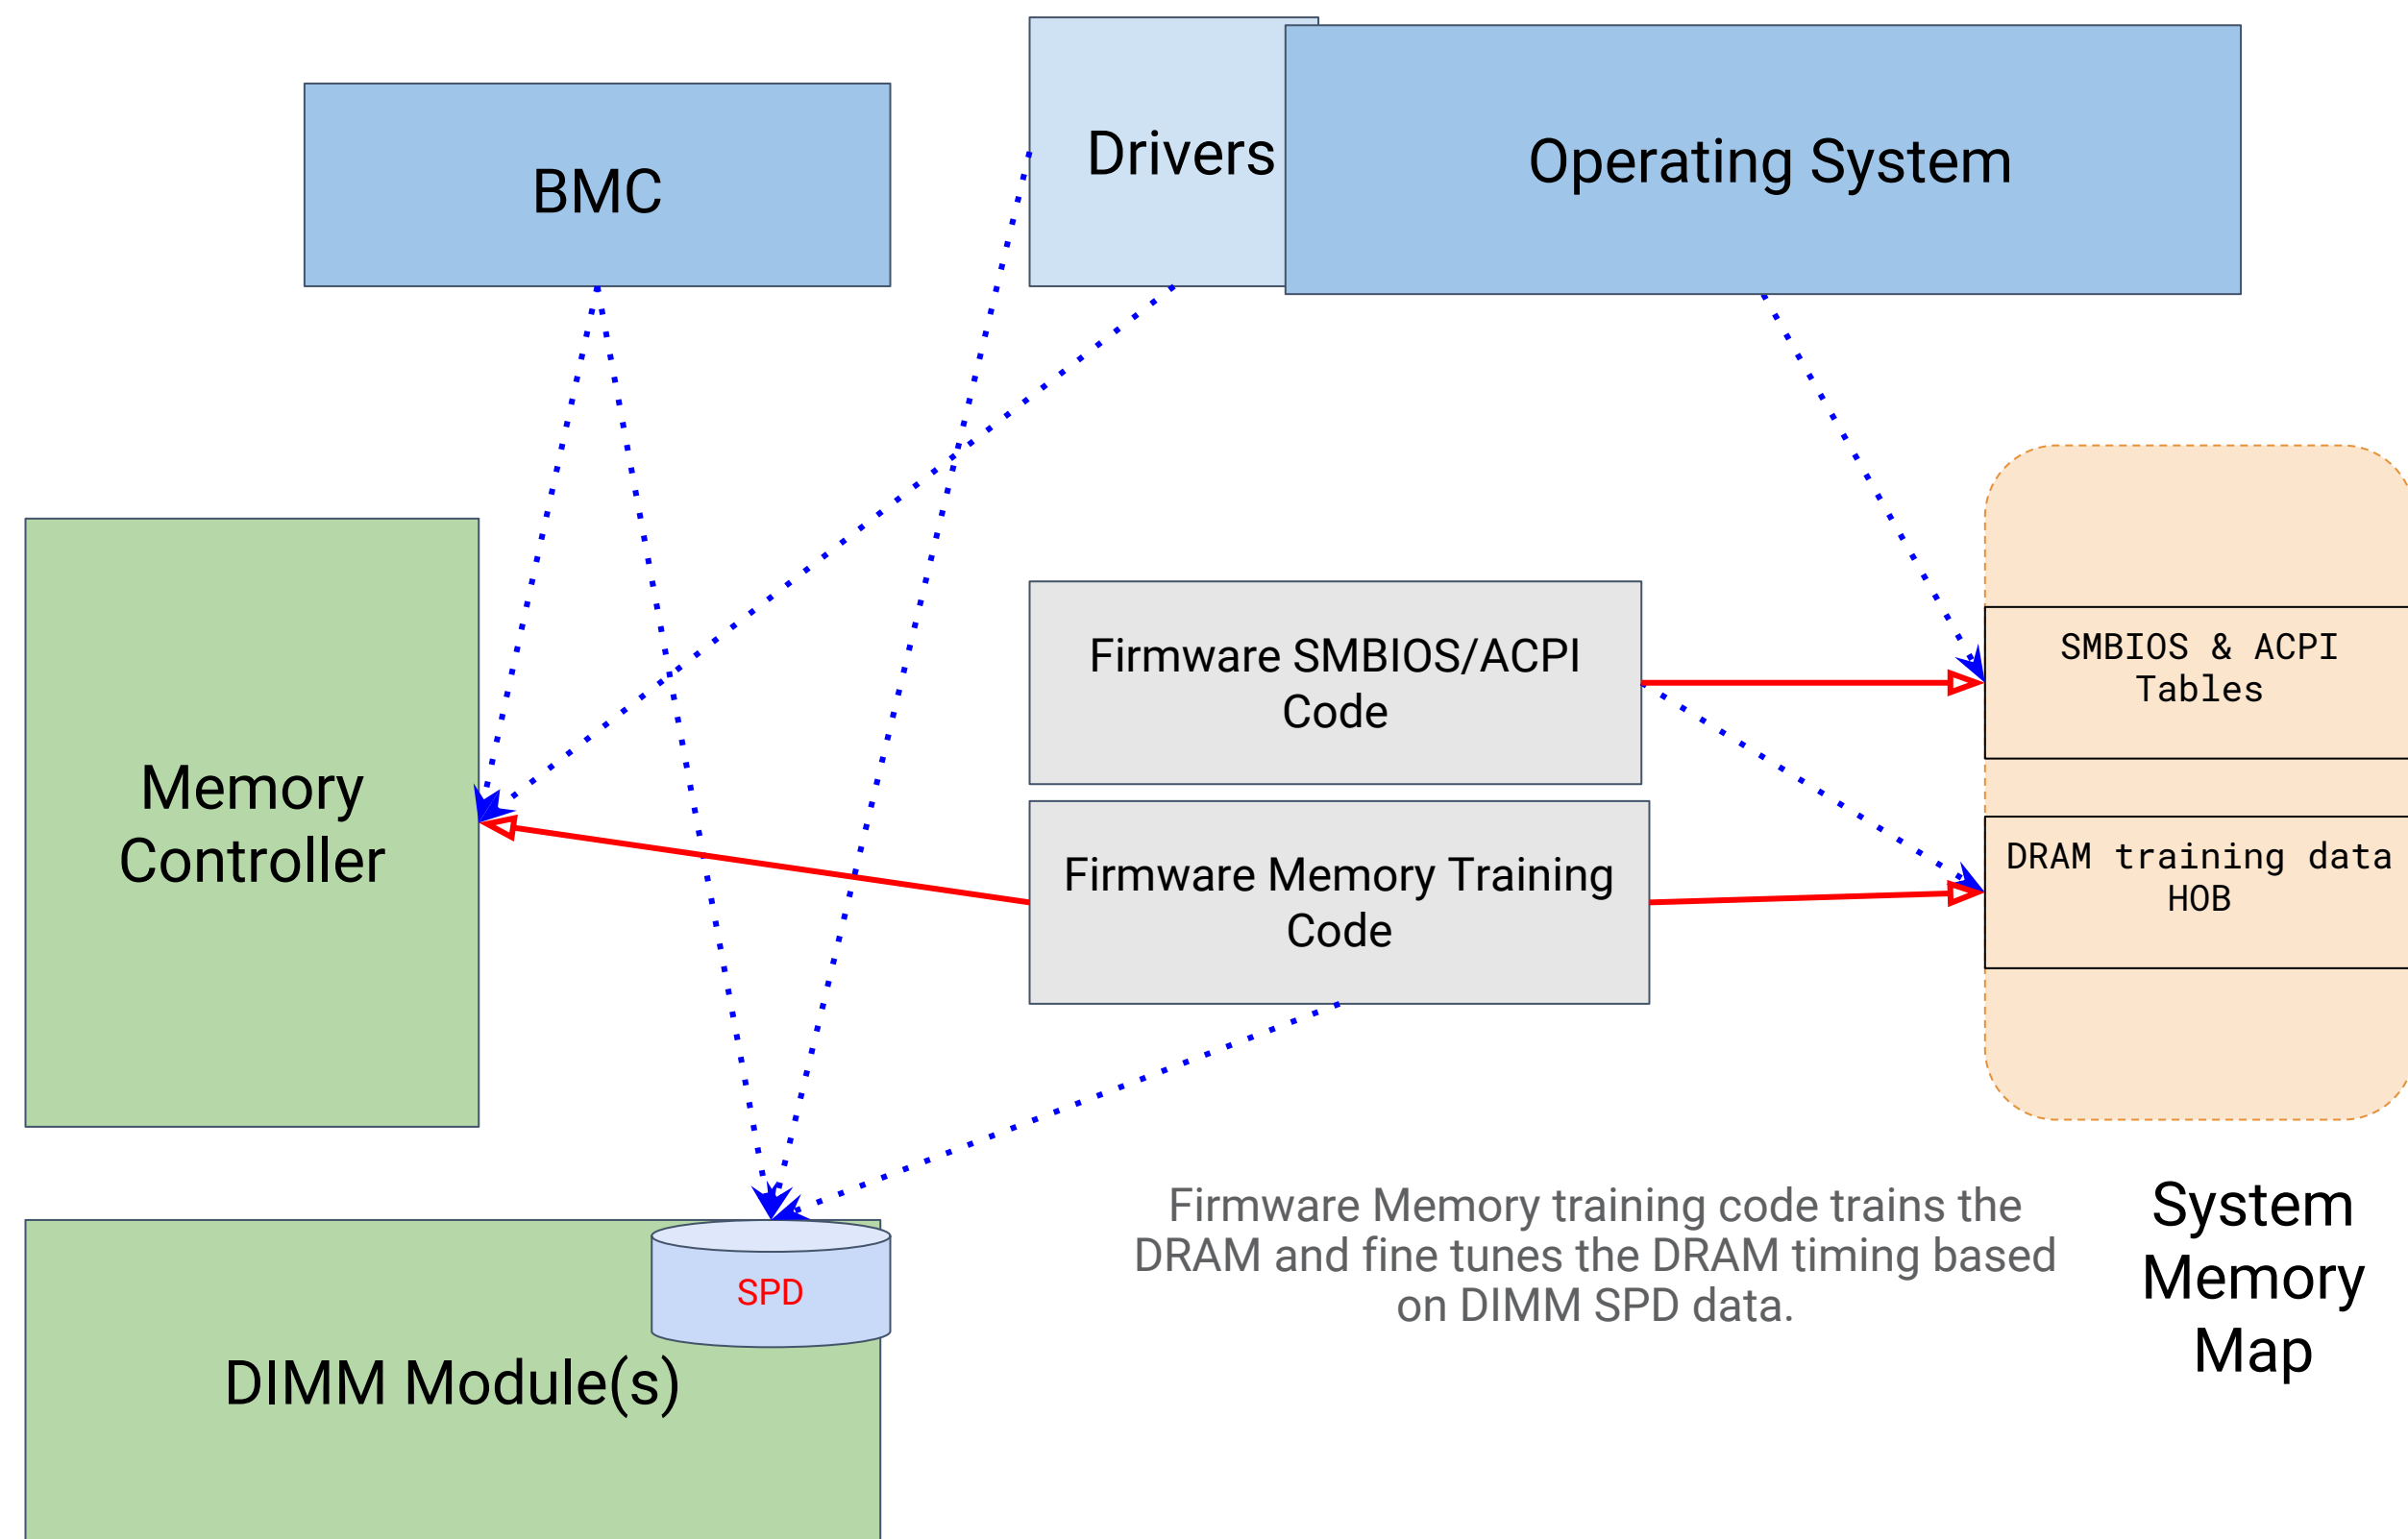 BMC
Drivers
Operating System
Memory
Controller
Firmware SMBIOS/ACPI
Code
SMBIOS & ACPI
Tables
Firmware Memory Training
Code
DRAM training data
HOB
Firmware Memory training code trains the
DRAM and fine tunes the DRAM timing based
on DIMM SPD data.
System
Memory
Map
SPD
DIMM Module(s)